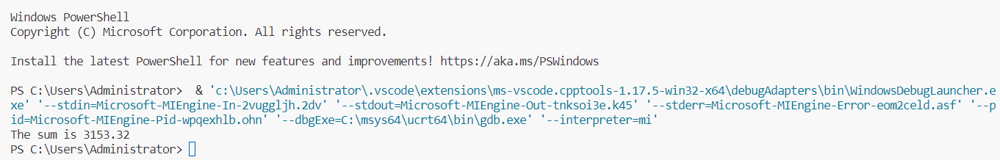 Windows PowerShell
Copyright (C) Microsoft Corporation. All rights reserved.
Install the latest PowerShell for new features and improvements! https://aka.ms/PSWindows
PS C:\Users\Administrator>  & 'c:\Users\Administrator\.vscode\extensions\ms-vscode.cpptools-1.17.5-win32-x64\debugAdapters\bin\WindowsDebugLauncher.e
xe' '--stdin=Microsoft-MIEngine-In-2vuggljh.2dv' '--stdout=Microsoft-MIEngine-Out-tnksoi3e.k45' '--stderr=Microsoft-MIEngine-Error-eom2celd.asf' '--p
id=Microsoft-MIEngine-Pid-wpqexhlb.ohn' '--dbgExe=C:\msys64\ucrt64\bin\gdb.exe' '--interpreter=mi'
The sum is 3153.32
PS C:\Users\Administrator>